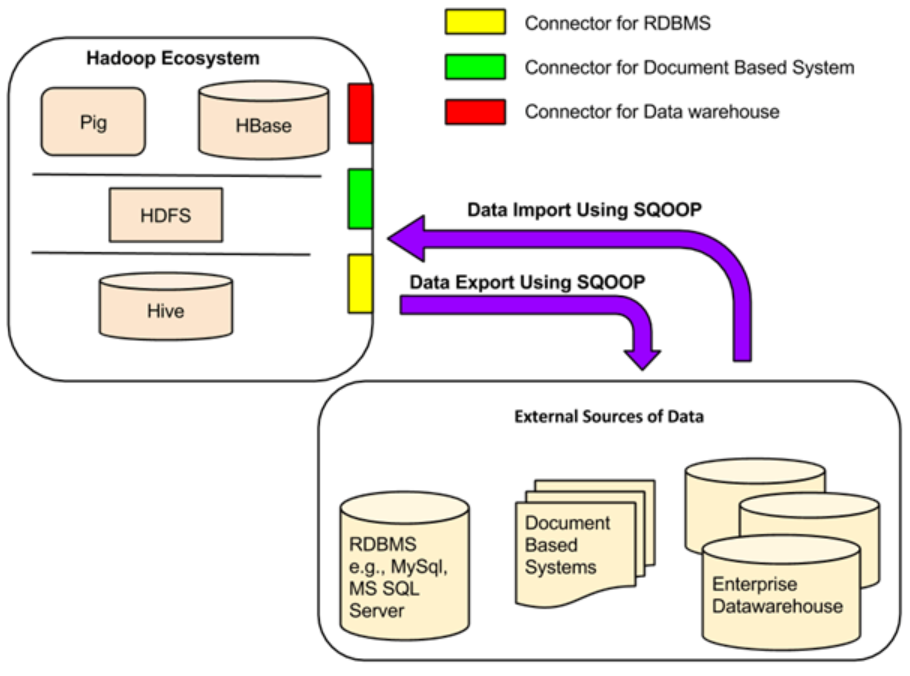 Connector for RDBMS
Connector for Document Based System
Connector for Data warehouse
Hadoop Ecosystem
Pig
HBase
HDFS
Hive
Data Import Using SQOOP
Data Export Using SQOOP
External Sources of Data
RDBMS
e.g., MySql,
MS SQL
Server
Document
Based
Systems
Enterprise
Datawarehouse